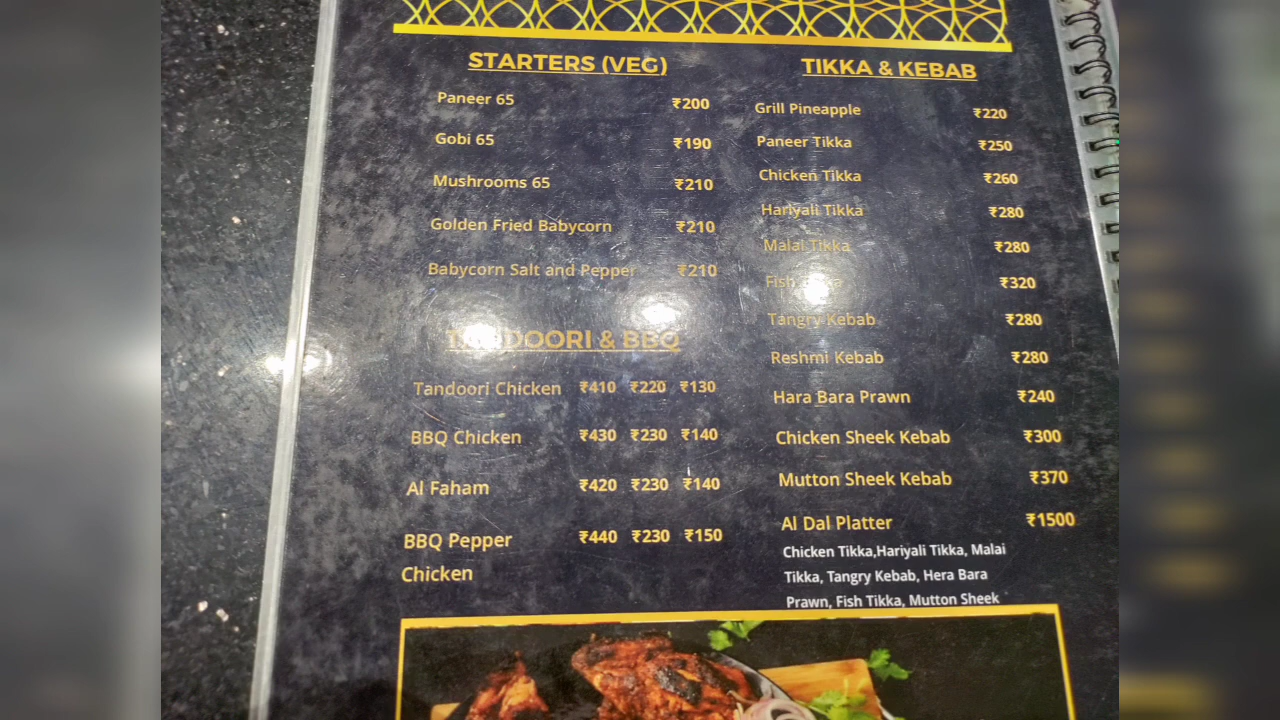 STARTERS (VEG)
Paneer 65 ₹200
Gobi 65 ₹190
Mushrooms 65 ₹210
Golden Fried Babycorn ₹210
Babycorn Salt and Pepper ₹210
TANDOORI & BBQ
Tandoori Chicken ₹410 ₹220 ₹130
BBQ Chicken ₹430 ₹230 ₹140
Al Faham ₹420 ₹230 ₹140
BBQ Pepper ₹440 ₹230 ₹150
Chicken
TIKKA & KEBAB
Grill Pineapple ₹220
Paneer Tikka ₹250
Chicken Tikka ₹260
Hariyali Tikka ₹280
Malai Tikka ₹280
Fish ₹320
Tangry Kebab ₹280
Reshmi Kebab ₹280
Hara Bara Prawn ₹240
Chicken Sheek Kebab ₹300
Mutton Sheek Kebab ₹370
Al Dal Platter ₹1500
Chicken Tikka,Hariyali Tikka, Malai
Tikka, Tangry Kebab, Hera Bara
Prawn, Fish Tikka, Mutton Sheek